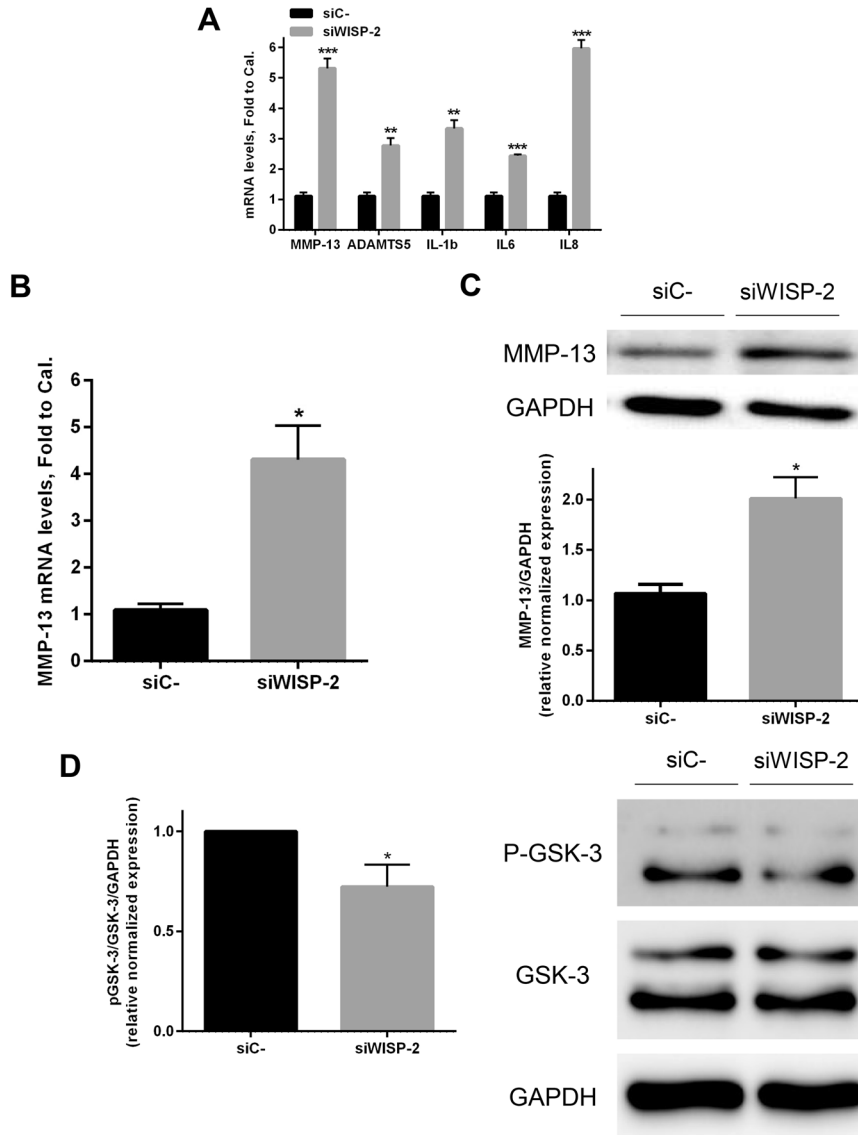 A
siC-
siWISP-2
mRNA levels, Fold to Cal.
6
5
4
3
2
1
0
***
**
**
***
***
MMP-13 ADAMTS5 IL-1b IL6 IL8
B
MMP-13 mRNA levels, Fold to Cal.
6
5
4
3
2
1
0
*
siC- siWISP-2
C
siC- siWISP-2
MMP-13
GAPDH
MMP-13/GAPDH
(relative normalized expression)
2.0
1.5
1.0
0.5
0.0
*
siC- siWISP-2
D
pGSK-3/GSK-3/GAPDH
(relative normalized expression)
1.0
0.5
0.0
*
siC- siWISP-2
siC- siWISP-2
P-GSK-3
GSK-3
GAPDH